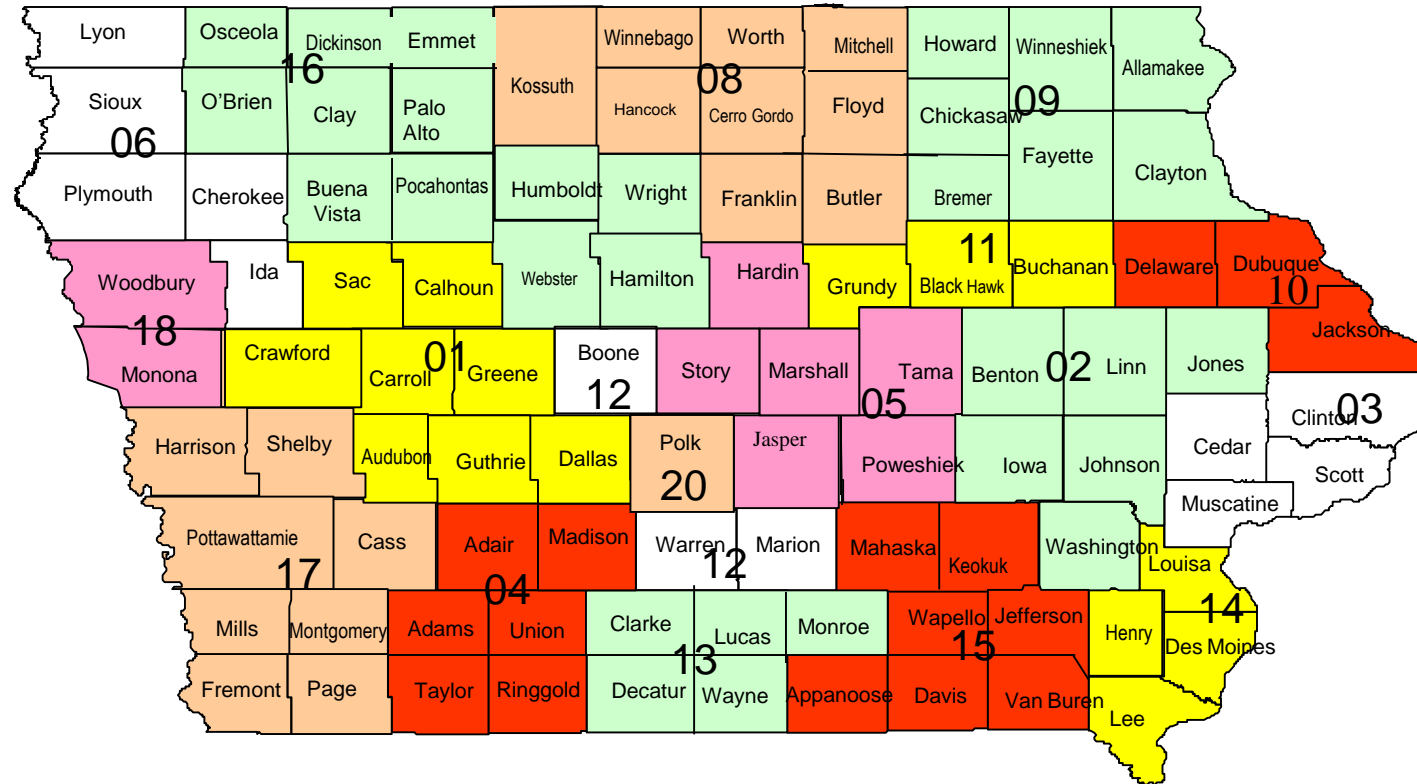 Lyon
Osceola
Dickinson
Emmet
Kossuth
Winnebago
Worth
Mitchell
Howard
Winneshiek
Allamakee
16
08
09
Sioux
O'Brien
Clay
Palo
Alto
Hancock
Cerro Gordo
Floyd
Chickasaw
06
Fayette
Clayton
Plymouth
Cherokee
Buena
Vista
Pocahontas
Humboldt
Wright
Franklin
Butler
Bremer
Woodbury
Ida
Sac
Calhoun
Webster
Hamilton
Hardin
Grundy
11
Black Hawk
Buchanan
Delaware
Dubuque
10
18
Monona
Crawford
01
Carroll
Greene
Boone
12
Story
Marshall
Tama
05
Benton
02
Linn
Jones
Jackson
Clinton
03
Harrison
Shelby
Audubon
Guthrie
Dallas
Polk
20
Jasper
Poweshiek
Iowa
Johnson
Cedar
Scott
Muscatine
Pottawattamie
17
Cass
Adair
Madison
04
Warren
12
Marion
Mahaska
Keokuk
Washington
Louisa
14
Mills
Montgomery
Adams
Union
Clarke
Lucas
Monroe
13
Wapello
15
Jefferson
Henry
Des Moines
Fremont
Page
Taylor
Ringgold
Decatur
Wayne
Appanoose
Davis
Van Buren
Lee